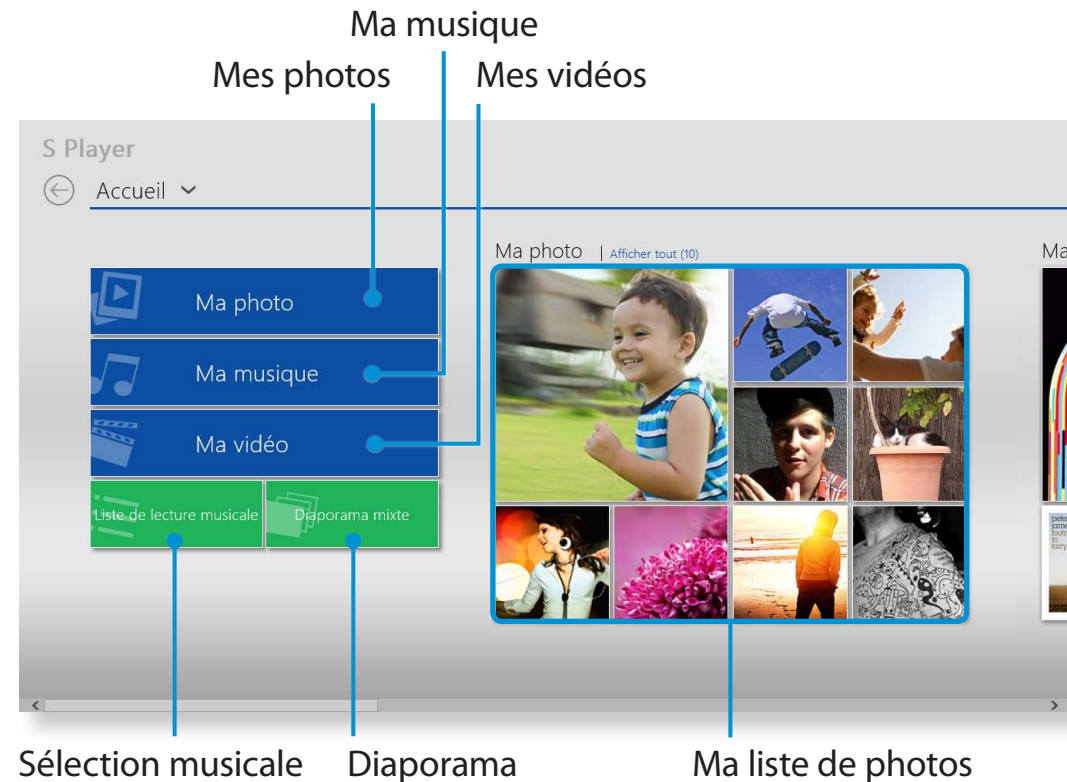 Ma musique
Mes photos
Mes vidéos
S Player
Accueil
Ma photo | Afficher tout (10)
Ma
Ma photo
Ma musique
Ma vidéo
Liste de lecture musicale
Diaporama mixte
Sélection musicale
Diaporama
Ma liste de photos